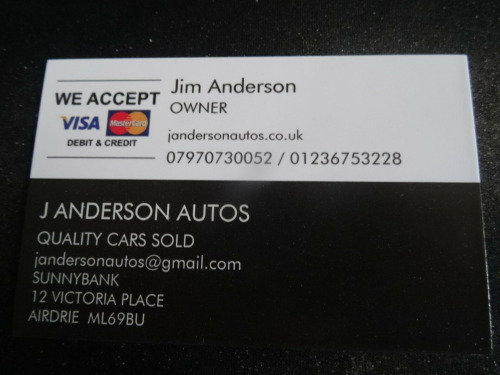 WE ACCEPT
VISA MasterCard
DEBIT & CREDIT
Jim Anderson
OWNER
jandersonautos.co.uk
07970730052 / 01236753228
J ANDERSON AUTOS
QUALITY CARS SOLD
jandersonautos@gmail.com
SUNNYBANK
12 VICTORIA PLACE
AIRDRIE ML69BU